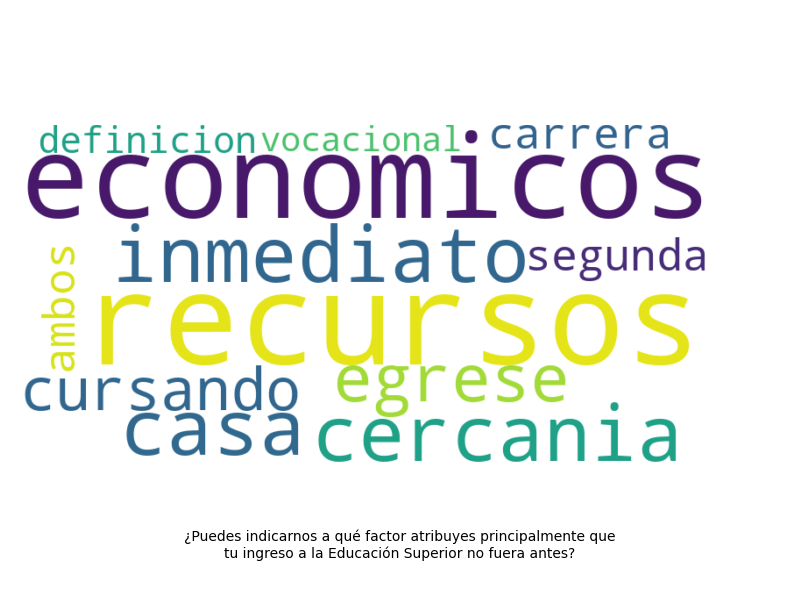 definicion vocacional carrera
economicos
inmediato segunda
ambos
recursos
egrese
cursando
casa cercania
¿Puedes indicarnos a qué factor atribuyes principalmente que
tu ingreso a la Educación Superior no fuera antes?